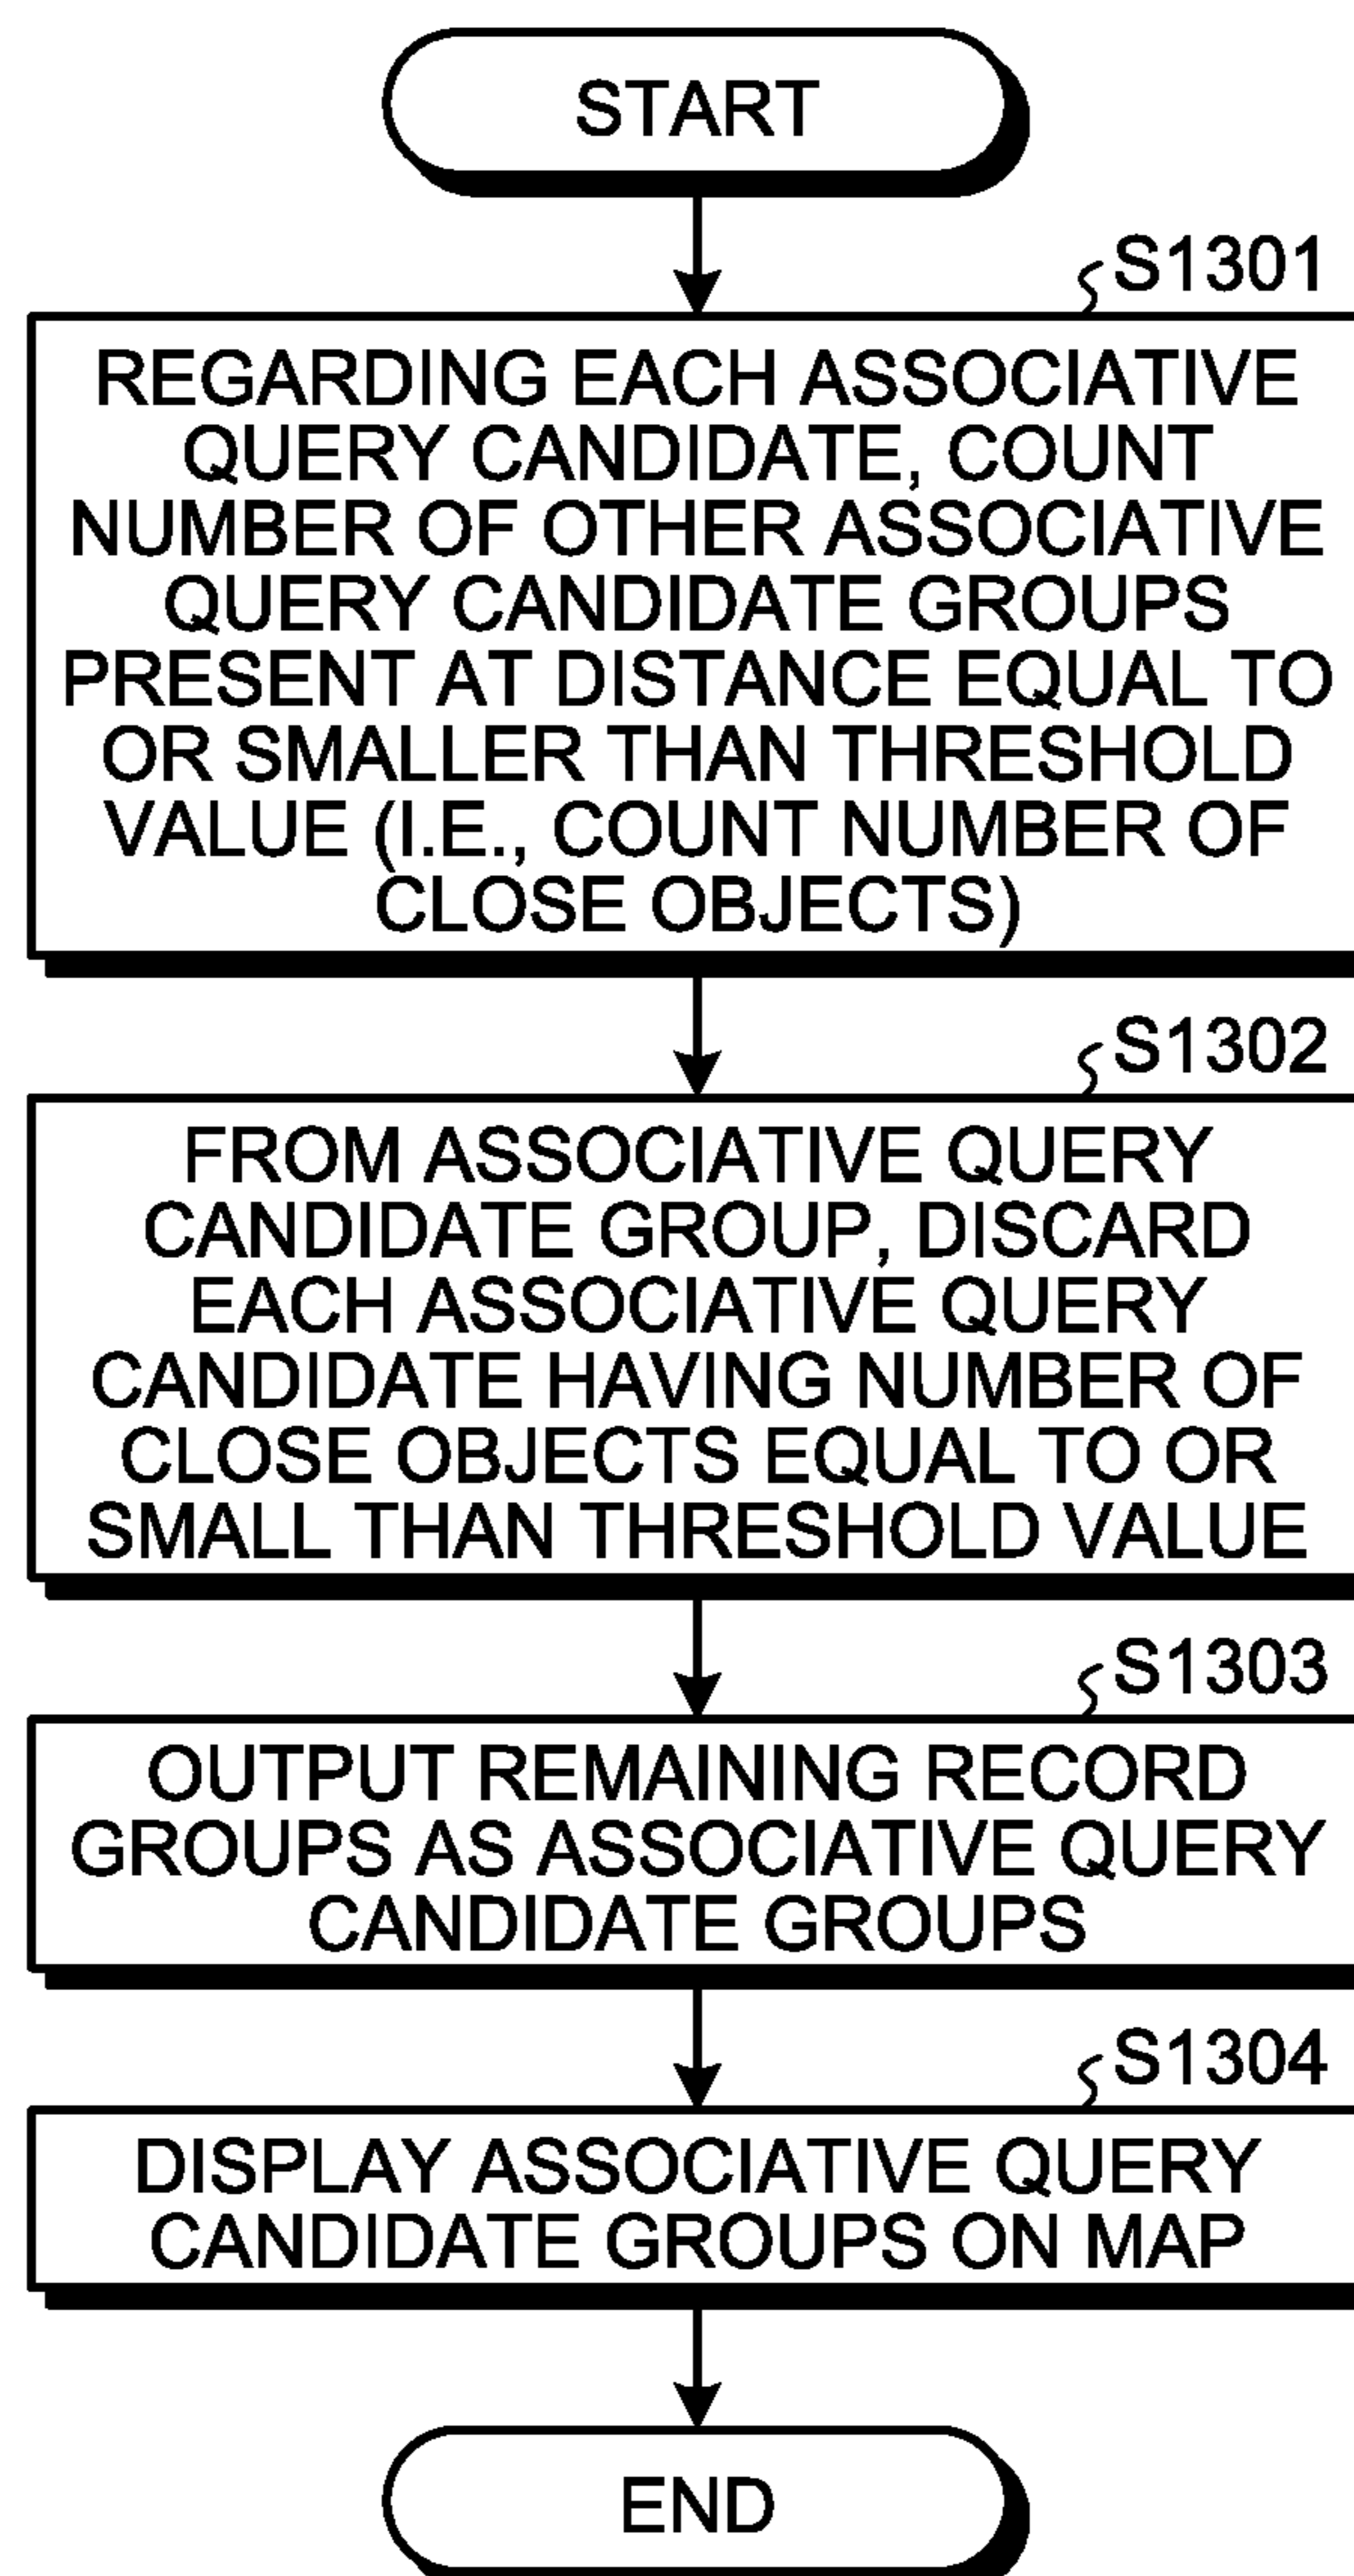 START
S1301
REGARDING EACH ASSOCIATIVE
QUERY CANDIDATE, COUNT
NUMBER OF OTHER ASSOCIATIVE
QUERY CANDIDATE GROUPS
PRESENT AT DISTANCE EQUAL TO
OR SMALLER THAN THRESHOLD
VALUE (I.E., COUNT NUMBER OF
CLOSE OBJECTS)
S1302
FROM ASSOCIATIVE QUERY
CANDIDATE GROUP, DISCARD
EACH ASSOCIATIVE QUERY
CANDIDATE HAVING NUMBER OF
CLOSE OBJECTS EQUAL TO OR
SMALL THAN THRESHOLD VALUE
S1303
OUTPUT REMAINING RECORD
GROUPS AS ASSOCIATIVE QUERY
CANDIDATE GROUPS
S1304
DISPLAY ASSOCIATIVE QUERY
CANDIDATE GROUPS ON MAP
END